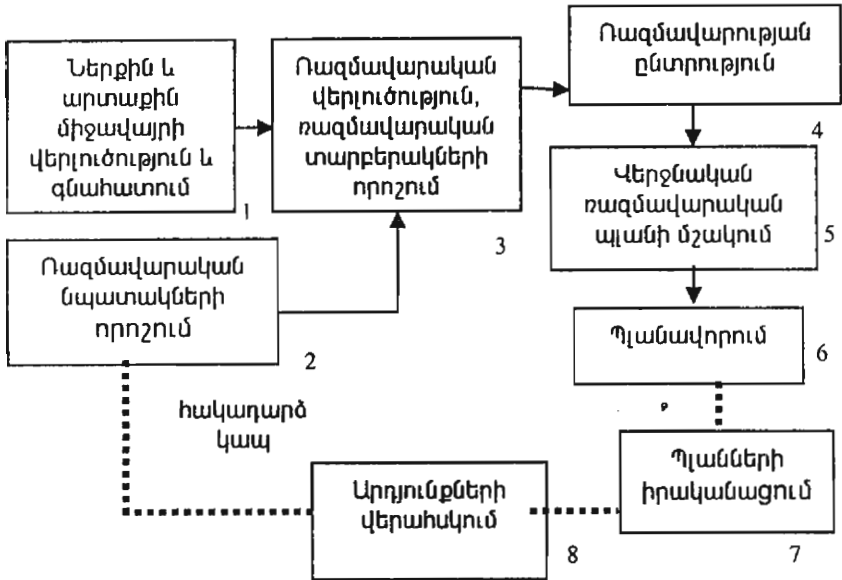 Ներքին և
արտաքին
միջավայրի
վերլուծություն և
գնահատում
1
Ռազմավարական
նպատակների
որոշում
2
Ռազմավարական
վերլուծություն,
ռազմավարական
տարբերակների
որոշում
3
Ռազմավարության
ընտրություն
4
Վերջնական
ռազմավարական
պլանի մշակում
5
Պլանավորում
6
Պլանների
իրականացում
7
Արդյունքների
վերահսկում
8
հակադարձ
կապ